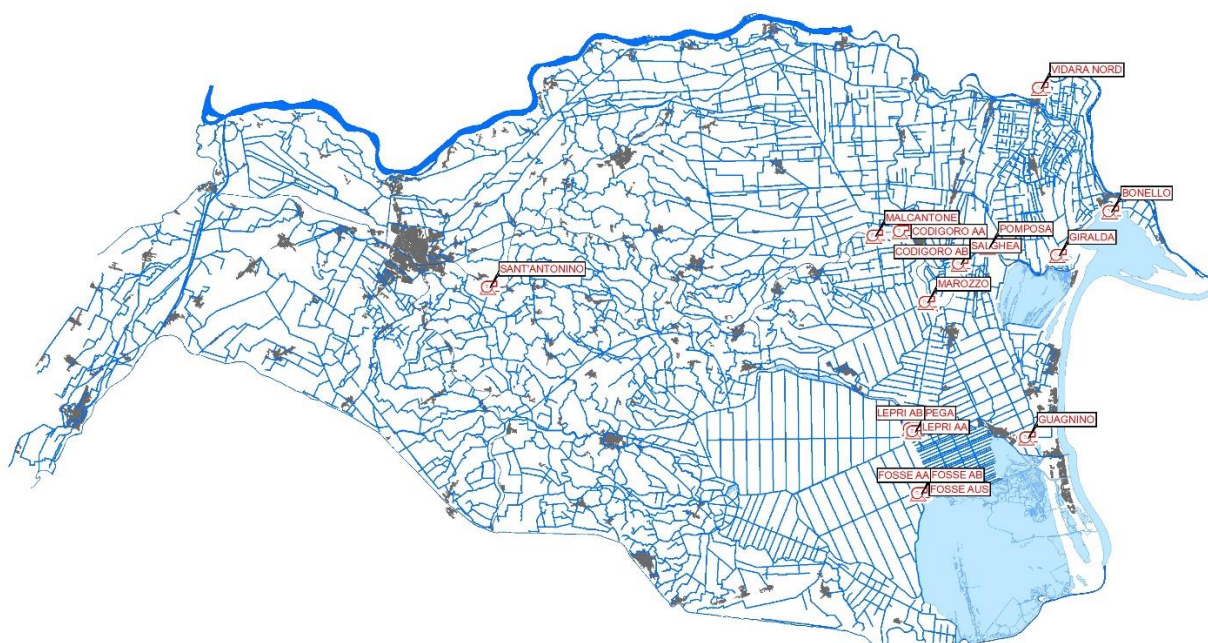 VIDARA NORD
BONELLO
MALCANTONE
CODIGORO AA
POMPOSA
SALGHEA
CODIGORO AB
GIRALDA
SANT'ANTONINO
MAROZZO
LEPRI AB PEGA
LEPRI AA
GUAGNINO
FOSSE AA FOSSE AB
FOSSE AUS